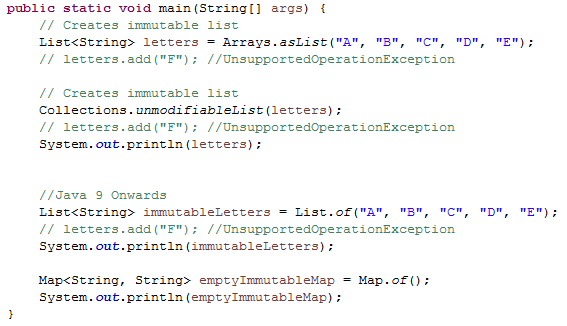 public static void main(String[] args) {
// Creates immutable list
List<String> letters = Arrays.asList("A", "B", "C", "D", "E");
// letters.add("F"); //UnsupportedOperationException
// Creates immutable list
Collections.unmodifiableList(letters);
// letters.add("F"); //UnsupportedOperationException
System.out.println(letters);
//Java 9 Onwards
List<String> immutableLetters = List.of("A", "B", "C", "D", "E");
// letters.add("F"); //UnsupportedOperationException
System.out.println(immutableLetters);
Map<String, String> emptyImmutableMap = Map.of();
System.out.println(emptyImmutableMap);
}